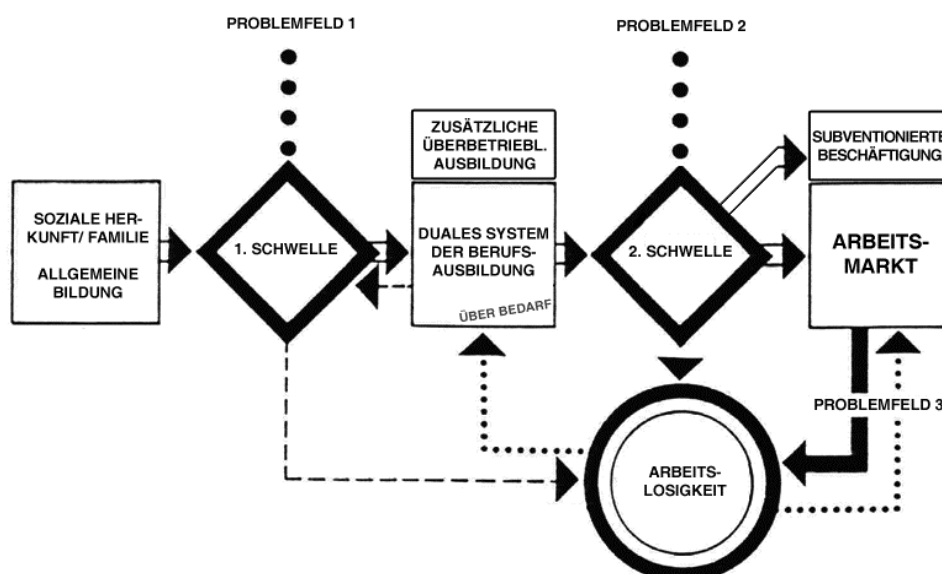 PROBLEMFELD 1
PROBLEMFELD 2
ZUSÄTZLICHE
ÜBERBETRIEBL.
AUSBILDUNG
SUBVENTIONIERTE
BESCHÄFTIGUNG
SOZIALE HER-
KUNFT/ FAMILIE
ALLGEMEINE
BILDUNG
1. SCHWELLE
DUALES SYSTEM
DER BERUFS-
AUSBILDUNG
ÜBER BEDARF
2. SCHWELLE
ARBEITS-
MARKT
PROBLEMFELD 3
ARBEITS-
LOSIGKEIT